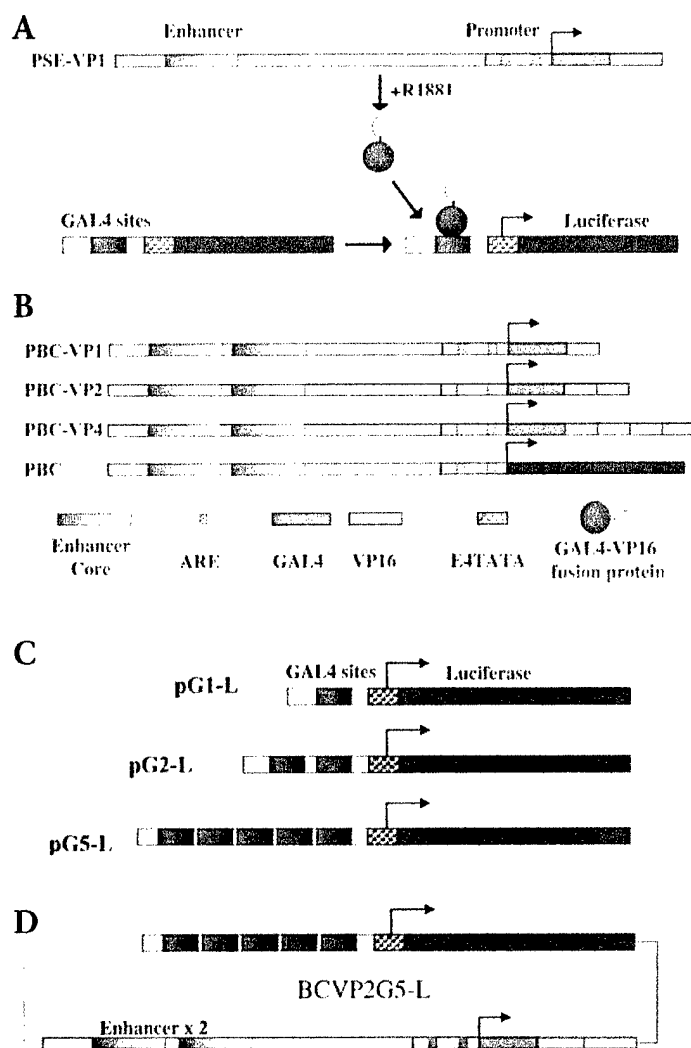 A
Enhancer Promoter
PSE-VP1
+R1881
GAL4 sites Luciferase
B
PBC-VP1
PBC-VP2
PBC-VP4
PBC
Enhancer Core ARE GAL4 VP16 E4TATA GAL4-VP16 fusion protein
C
GAL4 sites Luciferase
pG1-L
pG2-L
pG5-L
D
BCVP2G5-L
Enhancer x 2